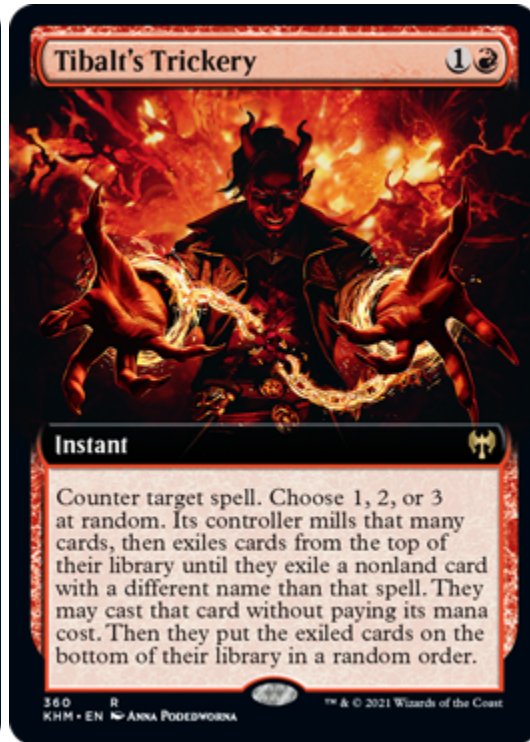 Tibalt's Trickery 1
Instant
Counter target spell. Choose 1, 2, or 3
at random. Its controller mills that many
cards, then exiles cards from the top of
their library until they exile a nonland card
with a different name than that spell. They
may cast that card without paying its mana
cost. Then they put the exiled cards on the
bottom of their library in a random order.
360 R
™ & © 2021 Wizards of the Coast
KHM • EN Anna Podedworna